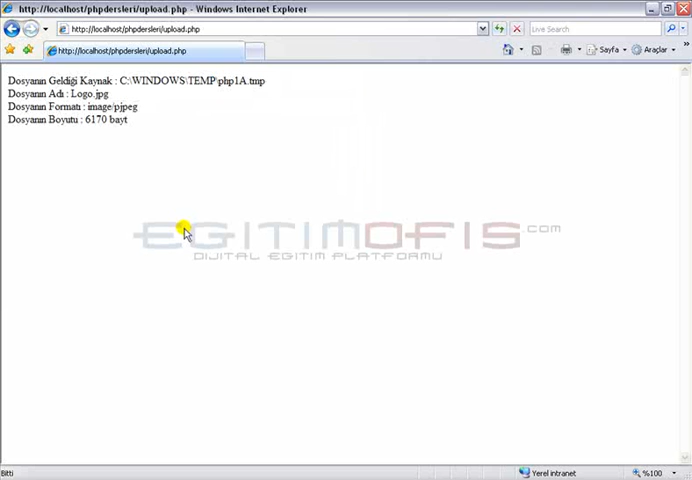 http://localhost/phpdersleri/upload.php - Windows Internet Explorer
http://localhost/phpdersleri/upload.php
Live Search
http://localhost/phpdersleri/upload.php
Sayfa
Araçlar
Dosyanın Geldiği Kaynak : C:\WINDOWS\TEMP\php1A.tmp
Dosyanın Adı : Logo.jpg
Dosyanın Formatı : image/pjpeg
Dosyanın Boyutu : 6170 bayt
EGITIMOFIS.com
DIJITAL EGITIM PLATFORMU
Bitti
Yerel intranet
%100